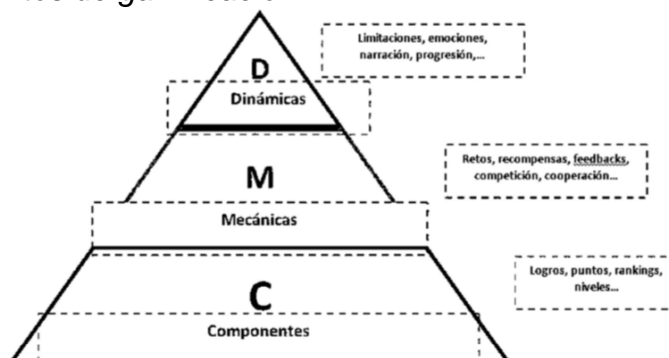 D
Dinámicas
Limitaciones, emociones,
narración, progresión,...
M
Mecánicas
Retos, recompensas, feedbacks,
competición, cooperación...
C
Componentes
Logros, puntos, rankings,
niveles...